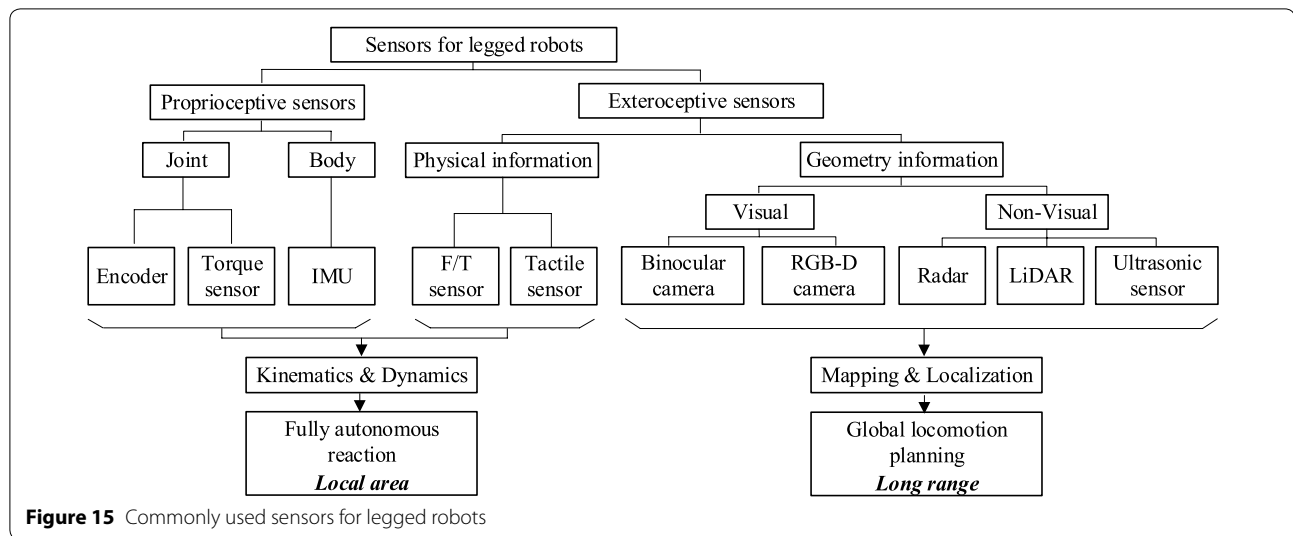 Sensors for legged robots
Proprioceptive sensors
Exteroceptive sensors
Joint
Body
Physical information
Geometry information
Visual
Non-Visual
Encoder
Torque
sensor
IMU
F/T
sensor
Tactile
sensor
Binocular
camera
RGB-D
camera
Radar
LiDAR
Ultrasonic
sensor
Kinematics & Dynamics
Mapping & Localization
Fully autonomous
reaction
Local area
Global locomotion
planning
Long range
Figure 15 Commonly used sensors for legged robots